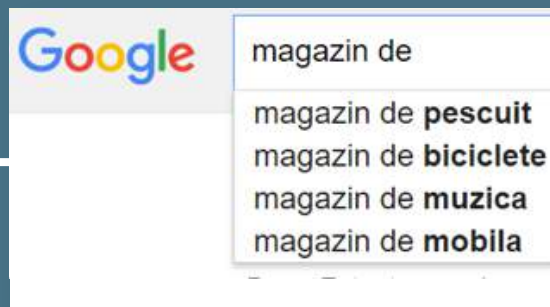 Google
magazin de
magazin de pescuit
magazin de biciclete
magazin de muzica
magazin de mobila